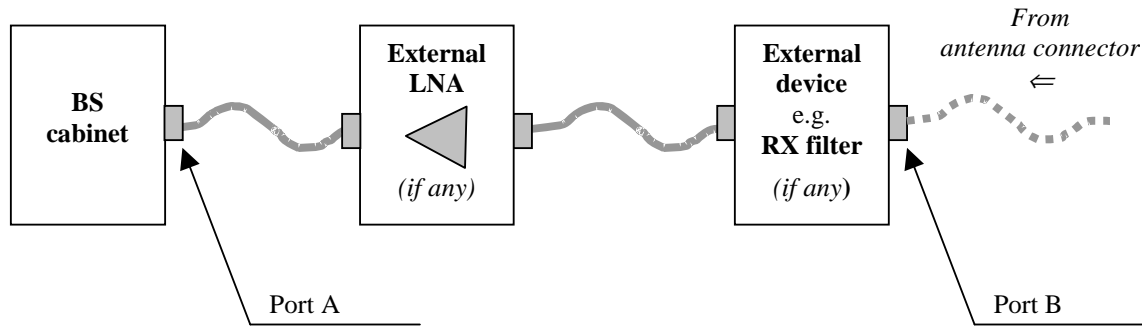 BS
cabinet
External
LNA
(if any)
External
device
e.g.
RX filter
(if any)
From
antenna connector
⇐
Port A
Port B